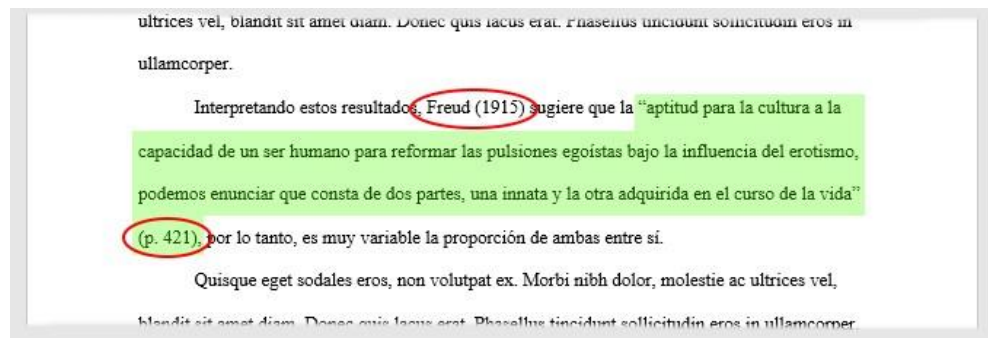 ultrices vel, blandit sit amet diam. Donec quis lacus erat. Phasellus tincidunt sollicitudin eros in
ullamcorper.
Interpretando estos resultados, Freud (1915) sugiere que la “aptitud para la cultura a la
capacidad de un ser humano para reformar las pulsiones egoístas bajo la influencia del erotismo,
podemos enunciar que consta de dos partes, una innata y la otra adquirida en el curso de la vida”
(p. 421), por lo tanto, es muy variable la proporción de ambas entre sí.
Quisque eget sodales eros, non volutpat ex. Morbi nibh dolor, molestie ac ultrices vel,
blandit sit amet diam. Donec quis lacus erat. Phasellus tincidunt sollicitudin eros in ullamcorper.